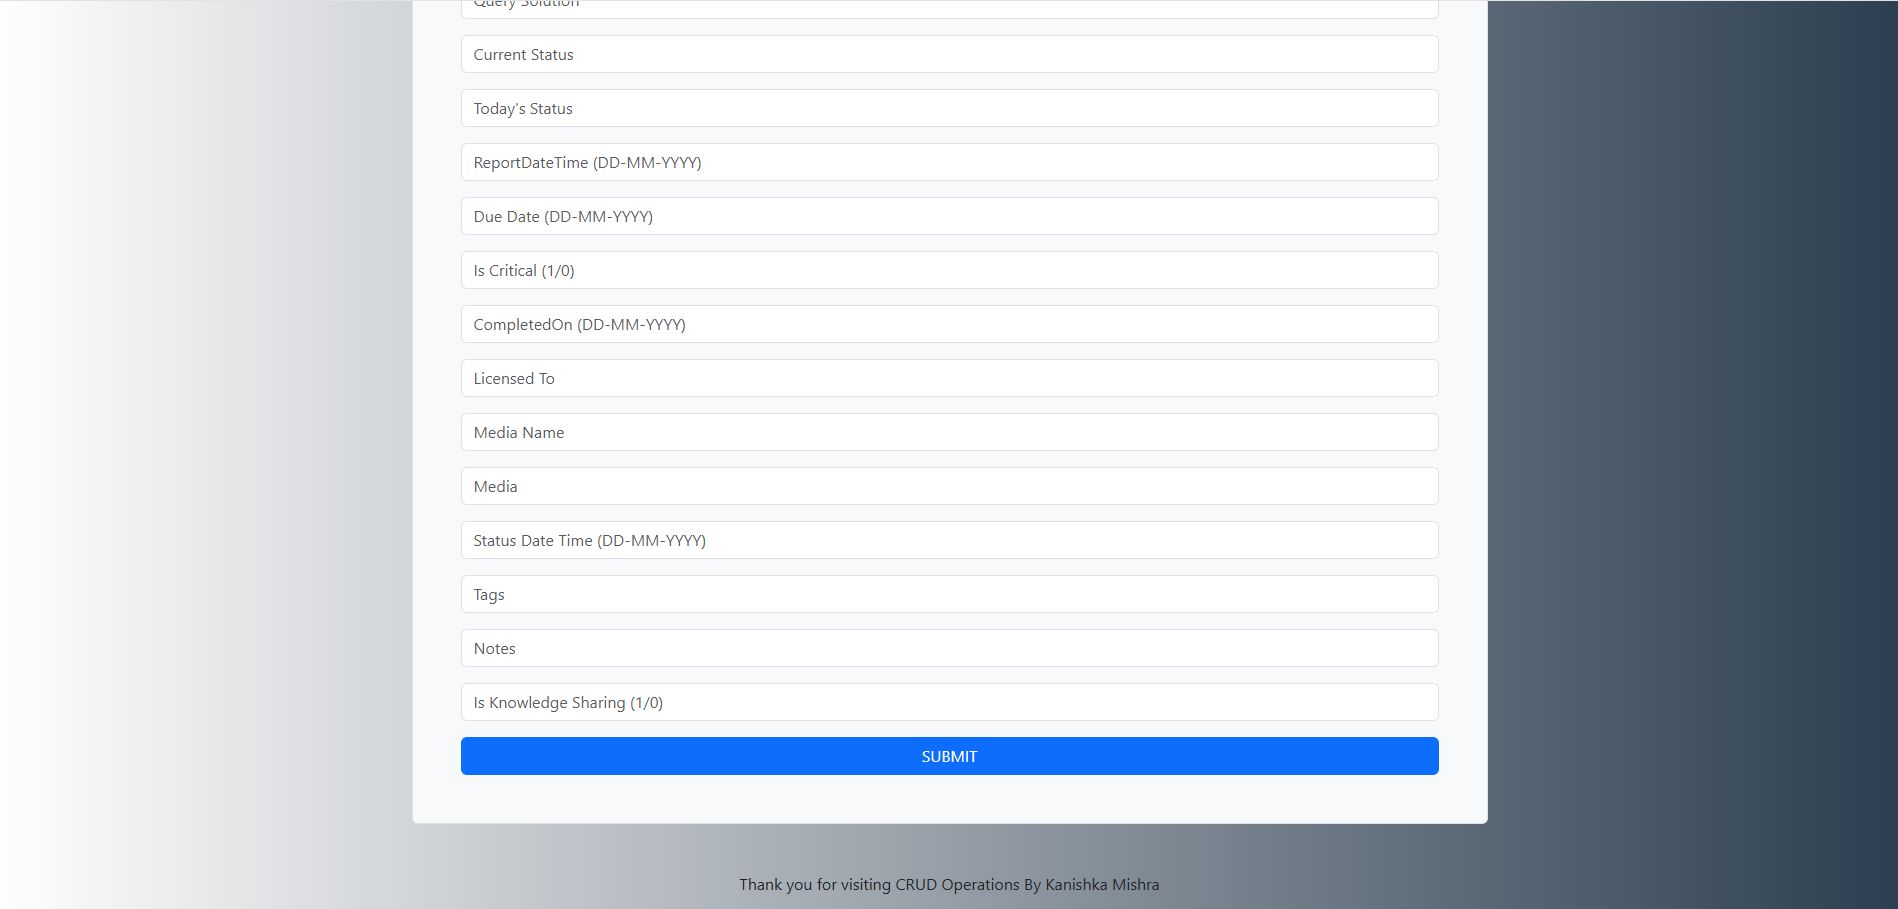 Query Solution
Current Status
Today's Status
ReportDateTime (DD-MM-YYYY)
Due Date (DD-MM-YYYY)
Is Critical (1/0)
CompletedOn (DD-MM-YYYY)
Licensed To
Media Name
Media
Status Date Time (DD-MM-YYYY)
Tags
Notes
Is Knowledge Sharing (1/0)
SUBMIT
Thank you for visiting CRUD Operations By Kanishka Mishra